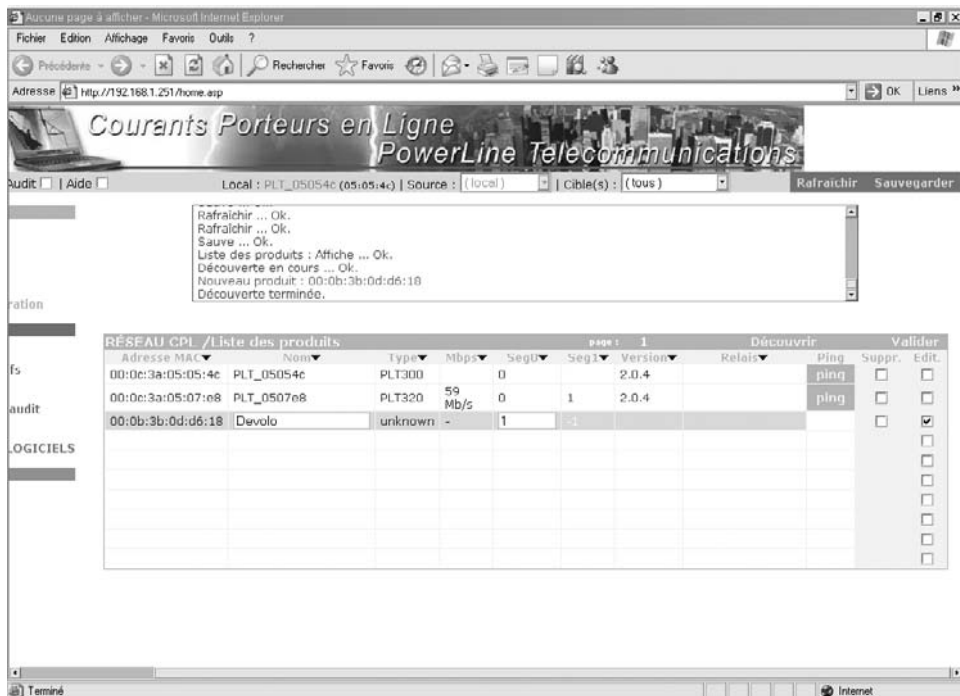 Aucune page à afficher - Microsoft Internet Explorer
Fichier Edition Affichage Favoris Outils ?
Précédente Rechercher Favoris
Adresse http://192.168.1.251/home.asp OK Liens »
Courants Porteurs en Ligne
PowerLine Telecommunications
Audit | Aide Local : PLT_05054c (05:05:4c) | Source : (local) | Cible(s) : (tous) Rafraichir Sauvegarder
Rafraîchir ... Ok.
Rafraîchir ... Ok.
Sauve ... Ok.
Liste des produits : Affiche ... Ok.
Découverte en cours ... Ok.
Nouveau produit : 00:0b:3b:0d:d6:18
Découverte terminée.
ration
fs
audit
LOGICIELS
RÉSEAU CPL /Liste des produits page : 1 Découvrir Valider
Adresse MAC▼ Nom▼ Type▼ Mbps▼ Seg0▼ Seg1▼ Version▼ Relais▼ Ping Suppr. Edit.
00:0c:3a:05:05:4c PLT_05054c PLT300 0 2.0.4 ping
00:0c:3a:05:07:e8 PLT_0507e8 PLT320 59 Mb/s 0 1 2.0.4 ping
00:0b:3b:0d:d6:18 Devolo unknown - 1 -1
Terminé Internet